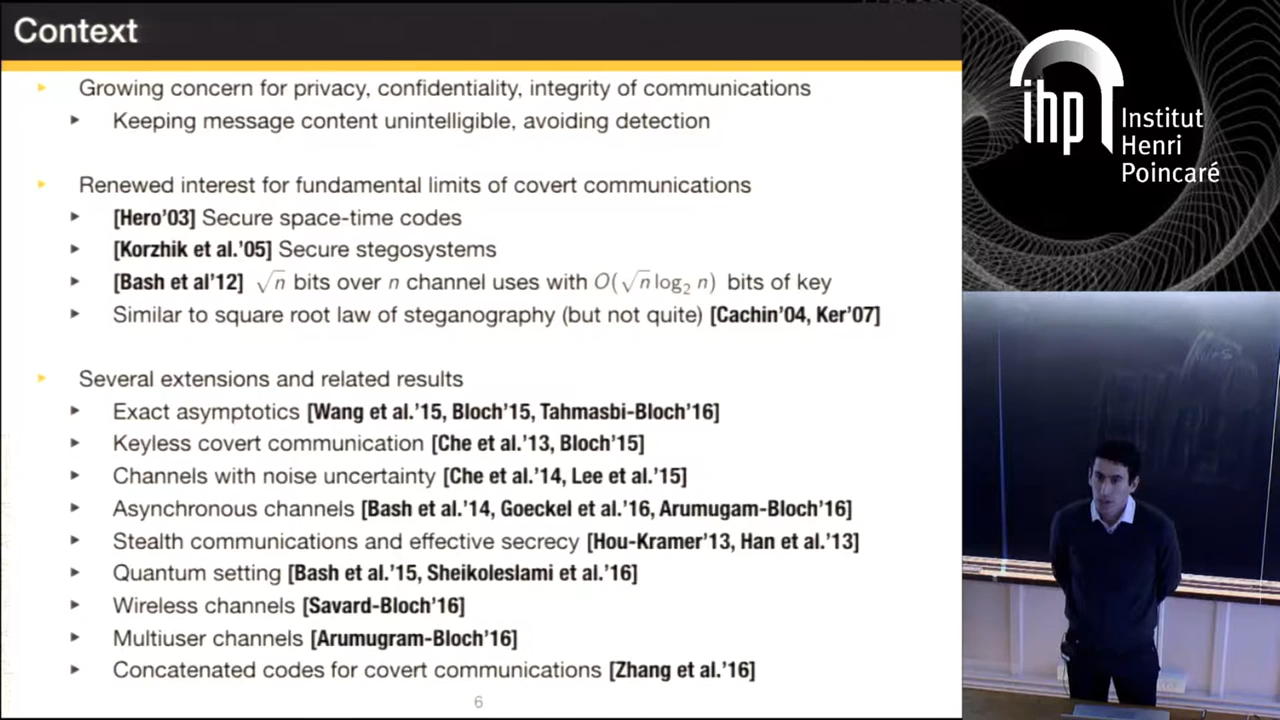 Context
Growing concern for privacy, confidentiality, integrity of communications
Keeping message content unintelligible, avoiding detection
Renewed interest for fundamental limits of covert communications
[Hero'03] Secure space-time codes
[Korzhik et al.'05] Secure stegosystems
[Bash et al'12] √n bits over n channel uses with O(√n log₂ n) bits of key
Similar to square root law of steganography (but not quite) [Cachin'04, Ker'07]
Several extensions and related results
Exact asymptotics [Wang et al.'15, Bloch'15, Tahmasbi-Bloch'16]
Keyless covert communication [Che et al.'13, Bloch'15]
Channels with noise uncertainty [Che et al.'14, Lee et al.'15]
Asynchronous channels [Bash et al.'14, Goeckel et al.'16, Arumugam-Bloch'16]
Stealth communications and effective secrecy [Hou-Kramer'13, Han et al.'13]
Quantum setting [Bash et al.'15, Sheikoleslami et al.'16]
Wireless channels [Savard-Bloch'16]
Multiuser channels [Arumugram-Bloch'16]
Concatenated codes for covert communications [Zhang et al.'16]
6
ihp
Institut
Henri
Poincaré